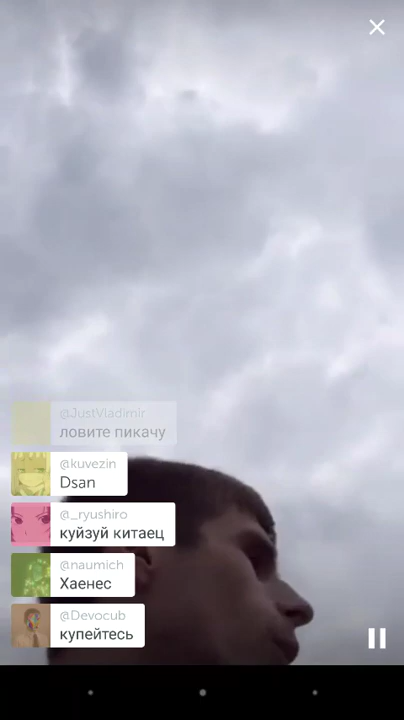 @JustVladimir
ловите пикачу
@kuvezin
Dsan
@_ryushiro
куйзуй китаец
@naumich
Хаенес
@Devocub
купейтесь